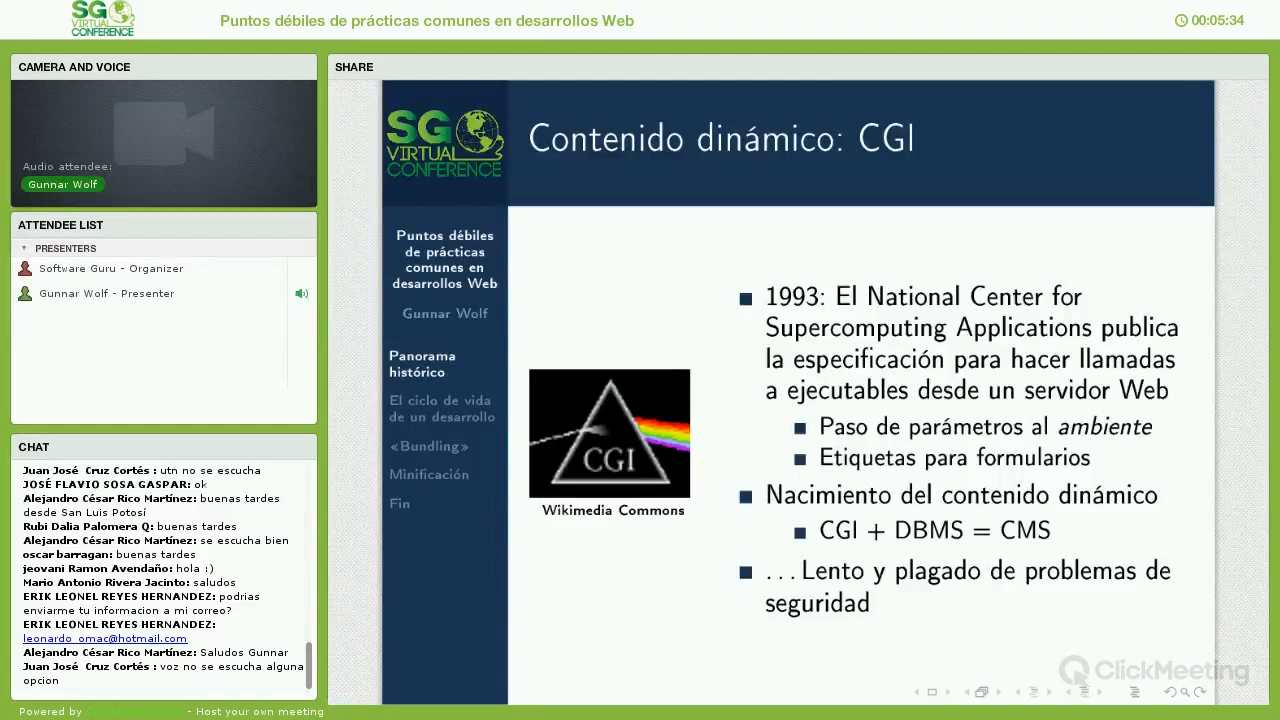 SG
VIRTUAL
CONFERENCE
Puntos débiles de prácticas comunes en desarrollos Web
00:05:34
CAMERA AND VOICE
Audio attendee:
Gunnar Wolf
ATTENDEE LIST
PRESENTERS
Software Guru - Organizer
Gunnar Wolf - Presenter
CHAT
Juan José Cruz Cortés : utn no se escucha
JOSÉ FLAVIO SOSA GASPAR: ok
Alejandro César Rico Martínez: buenas tardes
desde San Luis Potosí
Rubi Dalia Palomera Q: buenas tardes
Alejandro César Rico Martínez: se escucha bien
oscar barragan: buenas tardes
jeovani Ramon Avendaño: hola :)
Mario Antonio Rivera Jacinto: saludos
ERIK LEONEL REYES HERNANDEZ: podrias
enviarme tu informacion a mi correo?
ERIK LEONEL REYES HERNANDEZ:
leonardo_omac@hotmail.com
Alejandro César Rico Martínez: Saludos Gunnar
Juan José Cruz Cortés : voz no se escucha alguna
opcion
Powered by - Host your own meeting
SHARE
SG
VIRTUAL
CONFERENCE
Contenido dinámico: CGI
Puntos débiles
de prácticas
comunes en
desarrollos Web
Gunnar Wolf
Panorama
histórico
El ciclo de vida
de un desarrollo
«Bundling»
Minificación
Fin
CGI
Wikimedia Commons
1993: El National Center for
Supercomputing Applications publica
la especificación para hacer llamadas
a ejecutables desde un servidor Web
Paso de parámetros al ambiente
Etiquetas para formularios
Nacimiento del contenido dinámico
CGI + DBMS = CMS
...Lento y plagado de problemas de
seguridad
ClickMeeting